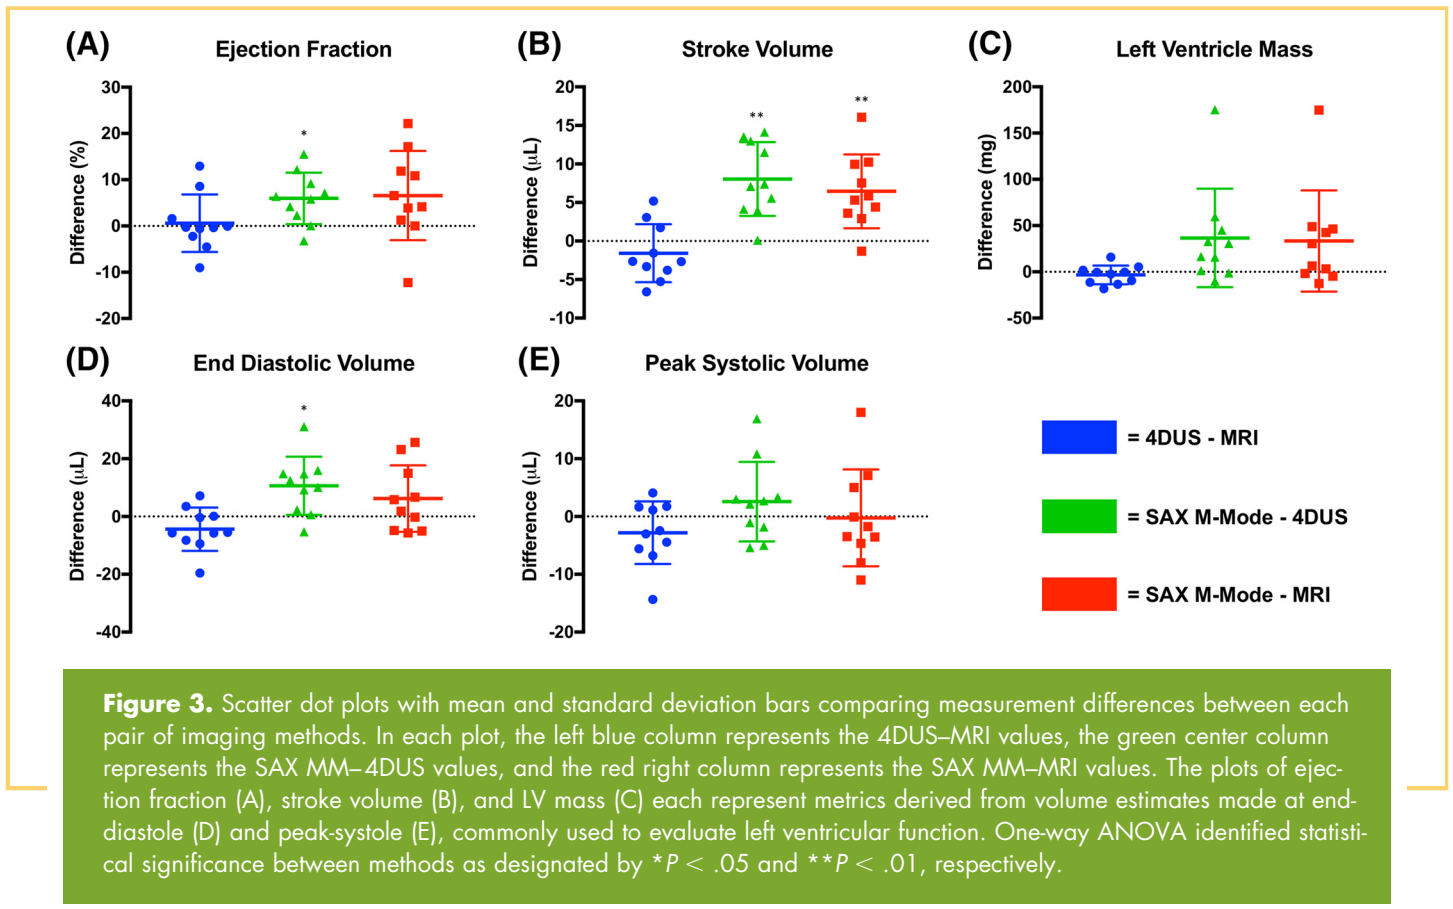 (A)
Ejection Fraction
*
30
20
10
0
-10
-20
Difference (%)
(B)
Stroke Volume
**
**
20
15
10
5
0
-5
-10
Difference (μL)
(C)
Left Ventricle Mass
200
150
100
50
0
-50
Difference (mg)
(D)
End Diastolic Volume
*
40
20
0
-20
-40
Difference (μL)
(E)
Peak Systolic Volume
20
10
0
-10
-20
Difference (μL)
= 4DUS - MRI
= SAX M-Mode - 4DUS
= SAX M-Mode - MRI
Figure 3. Scatter dot plots with mean and standard deviation bars comparing measurement differences between each
pair of imaging methods. In each plot, the left blue column represents the 4DUS–MRI values, the green center column
represents the SAX MM–4DUS values, and the red right column represents the SAX MM–MRI values. The plots of ejec-
tion fraction (A), stroke volume (B), and LV mass (C) each represent metrics derived from volume estimates made at end-
diastole (D) and peak-systole (E), commonly used to evaluate left ventricular function. One-way ANOVA identified statisti-
cal significance between methods as designated by *P < .05 and **P < .01, respectively.